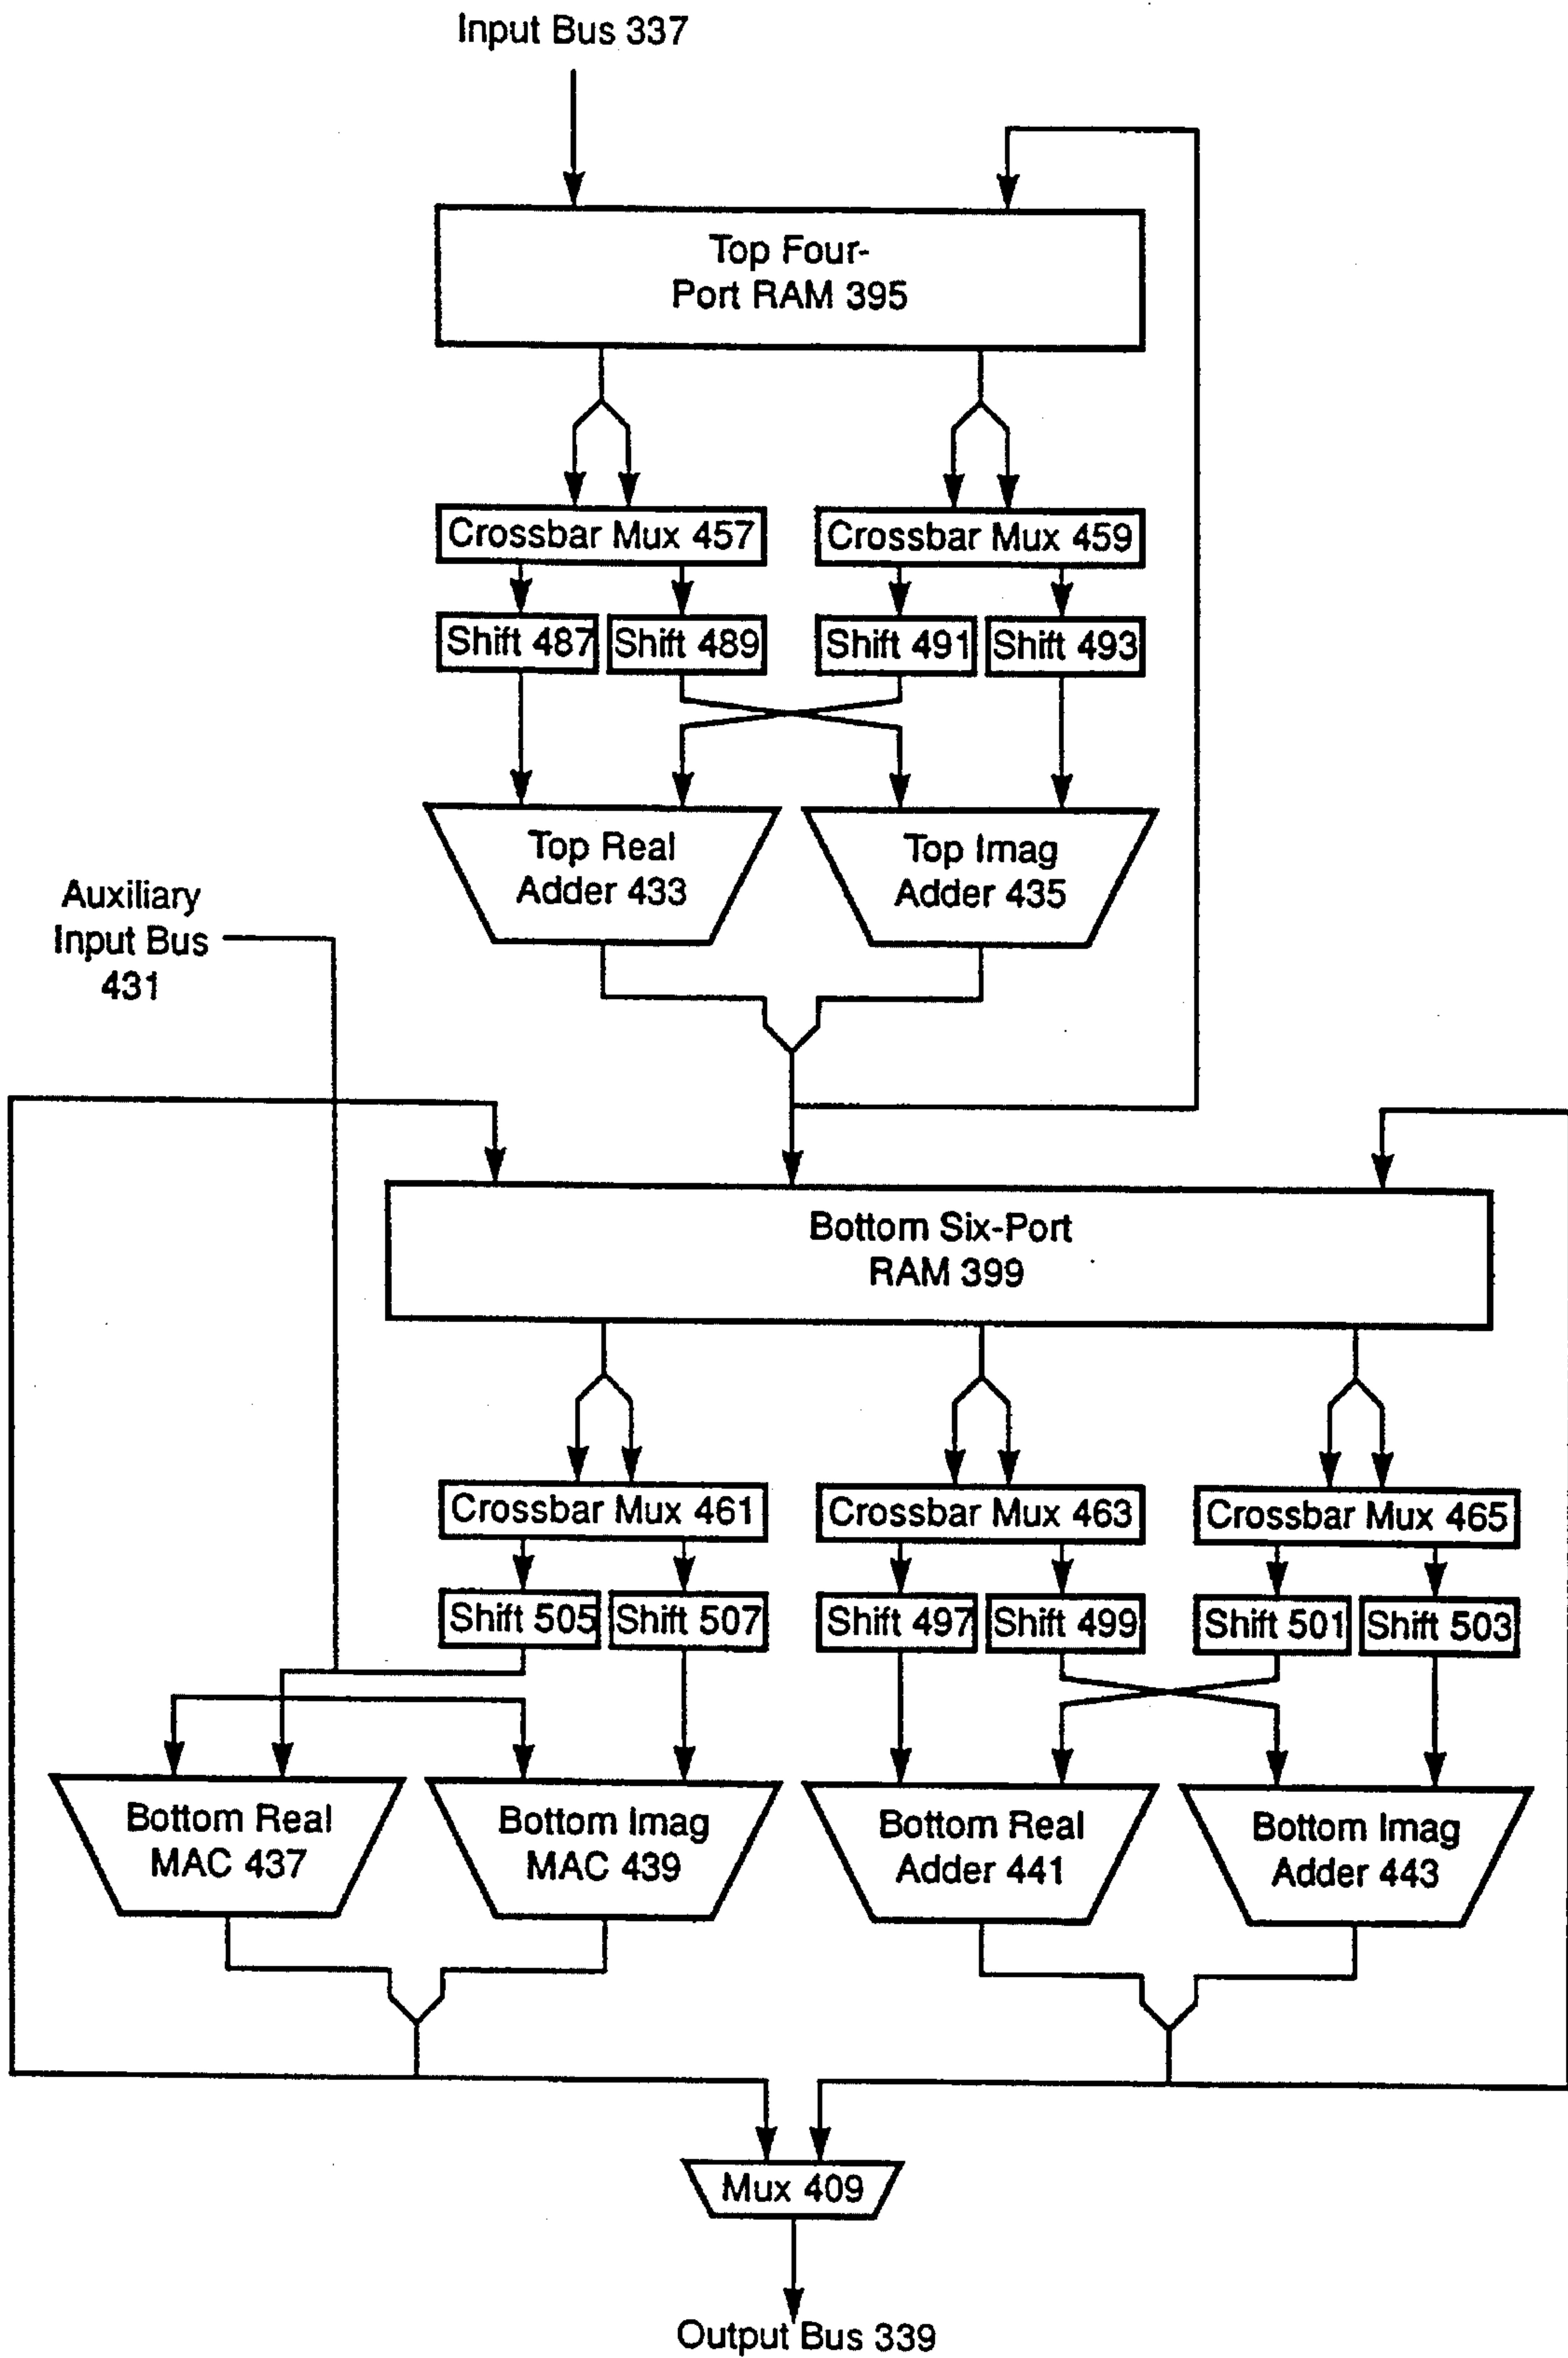 Input Bus 337
Top Four-
Port RAM 395
Crossbar Mux 457
Crossbar Mux 459
Shift 487
Shift 489
Shift 491
Shift 493
Top Real
Adder 433
Top Imag
Adder 435
Auxiliary
Input Bus
431
Bottom Six-Port
RAM 399
Crossbar Mux 461
Crossbar Mux 463
Crossbar Mux 465
Shift 505
Shift 507
Shift 497
Shift 499
Shift 501
Shift 503
Bottom Real
MAC 437
Bottom Imag
MAC 439
Bottom Real
Adder 441
Bottom Imag
Adder 443
Mux 409
Output Bus 339